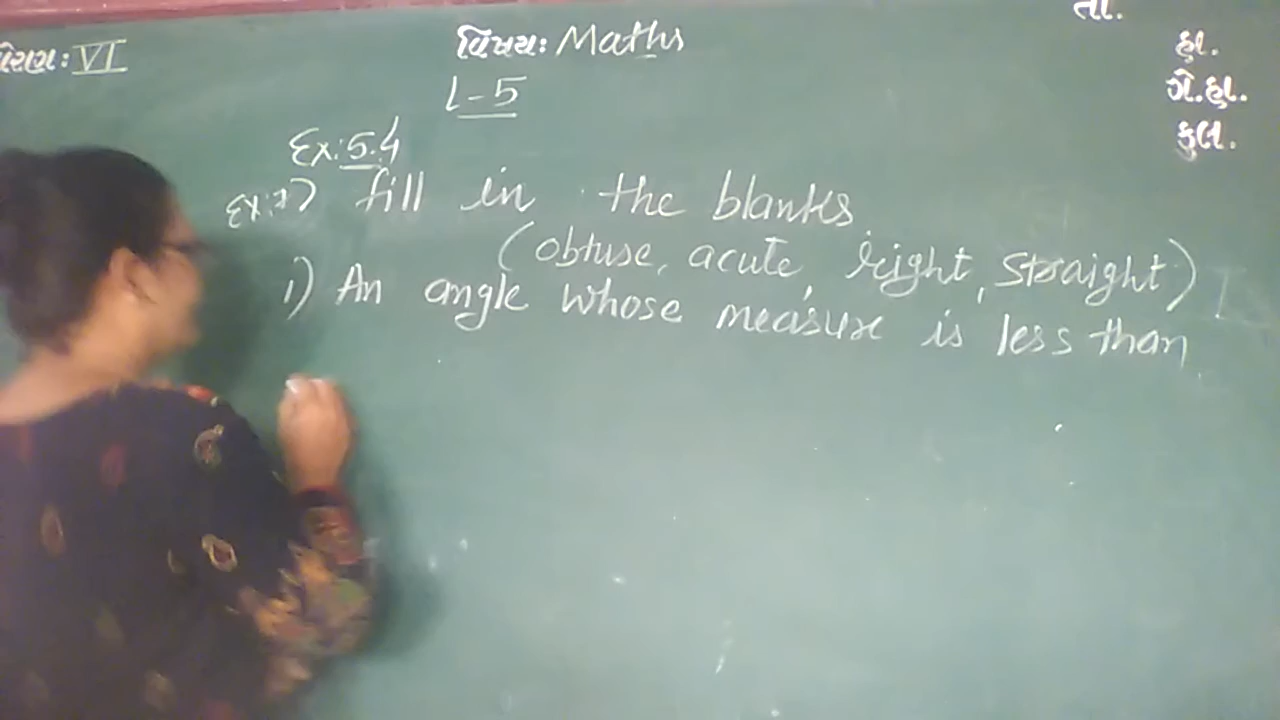 ધોરણ: VI
વિષય: Maths
તા.
હા.
ગે.હા.
કુલ.
L-5
Ex:5.4
Ex:1) fill in the blanks
(obtuse, acute, right, straight)
1) An angle whose measure is less than